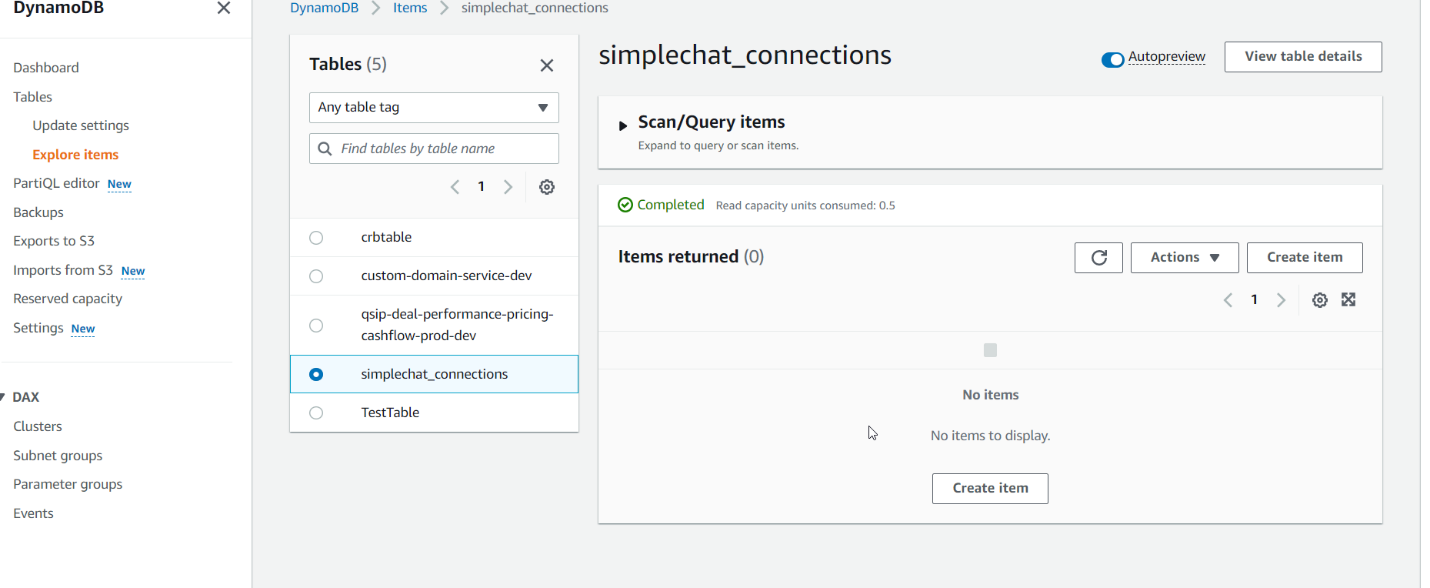 DynamoDB
Dashboard
Tables
Update settings
Explore items
PartiQL editor New
Backups
Exports to S3
Imports from S3 New
Reserved capacity
Settings New
DAX
Clusters
Subnet groups
Parameter groups
Events
DynamoDB Items simplechat_connections
Tables (5)
Any table tag
Find tables by table name
1
crbtable
custom-domain-service-dev
qsip-deal-performance-pricing-
cashflow-prod-dev
simplechat_connections
TestTable
simplechat_connections
Autopreview
View table details
Scan/Query items
Expand to query or scan items.
Completed Read capacity units consumed: 0.5
Items returned (0)
Actions
Create item
1
No items
No items to display.
Create item